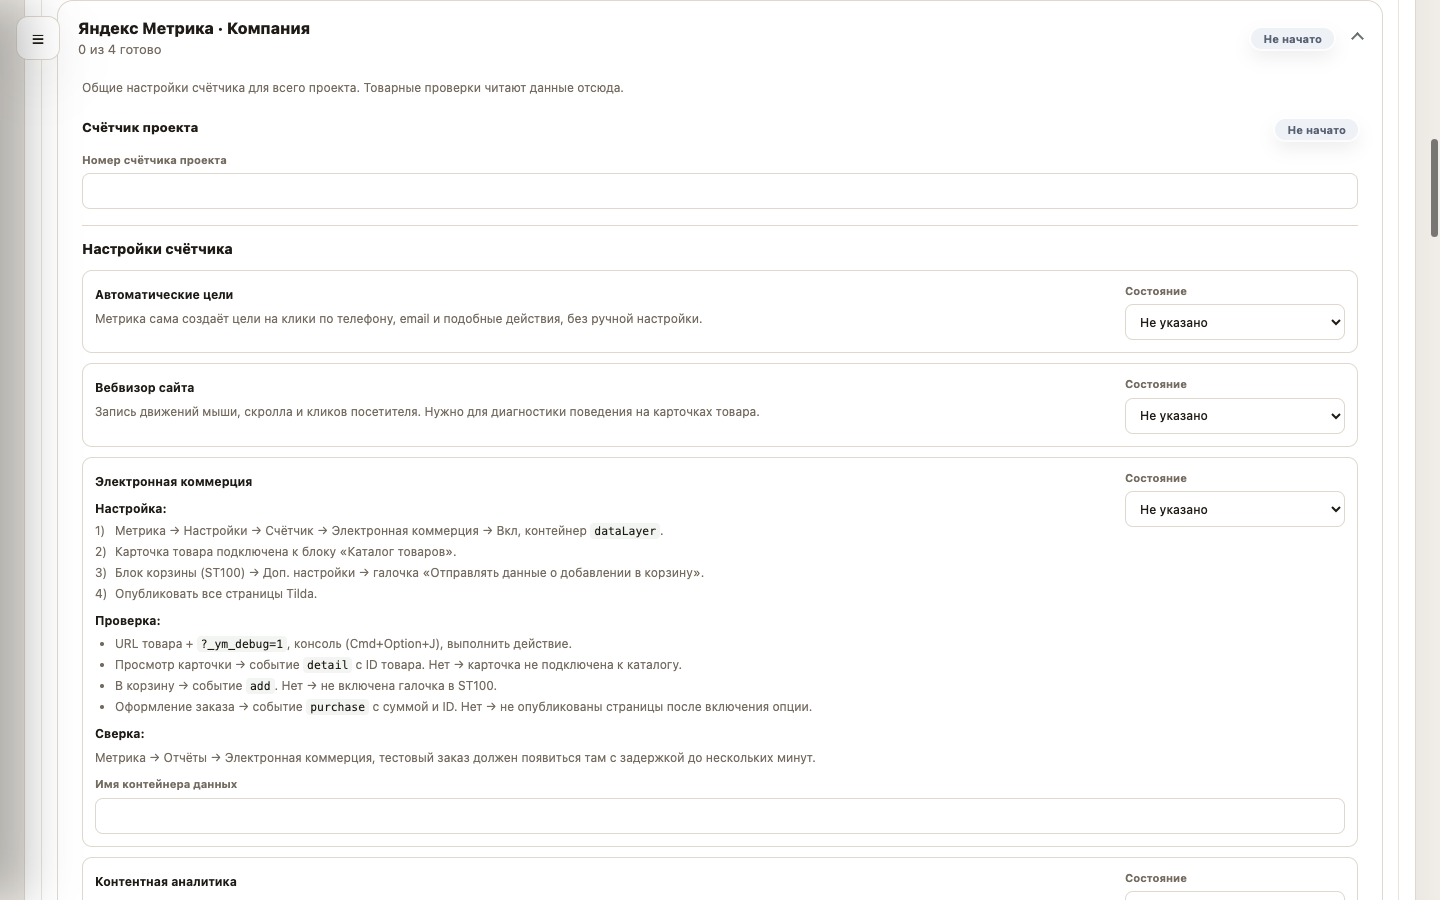 Яндекс Метрика · Компания
0 из 4 готово
Не начато
Общие настройки счётчика для всего проекта. Товарные проверки читают данные отсюда.
Счётчик проекта
Не начато
Номер счётчика проекта
Настройки счётчика
Автоматические цели
Метрика сама создаёт цели на клики по телефону, email и подобные действия, без ручной настройки.
Состояние
Не указано
Вебвизор сайта
Запись движений мыши, скролла и кликов посетителя. Нужно для диагностики поведения на карточках товара.
Состояние
Не указано
Электронная коммерция
Состояние
Не указано
Настройка:
1) Метрика → Настройки → Счётчик → Электронная коммерция → Вкл, контейнер dataLayer.
2) Карточка товара подключена к блоку «Каталог товаров».
3) Блок корзины (ST100) → Доп. настройки → галочка «Отправлять данные о добавлении в корзину».
4) Опубликовать все страницы Tilda.
Проверка:
• URL товара + ?_ym_debug=1, консоль (Cmd+Option+J), выполнить действие.
• Просмотр карточки → событие detail с ID товара. Нет → карточка не подключена к каталогу.
• В корзину → событие add. Нет → не включена галочка в ST100.
• Оформление заказа → событие purchase с суммой и ID. Нет → не опубликованы страницы после включения опции.
Сверка:
Метрика → Отчёты → Электронная коммерция, тестовый заказ должен появиться там с задержкой до нескольких минут.
Имя контейнера данных
Контентная аналитика
Состояние